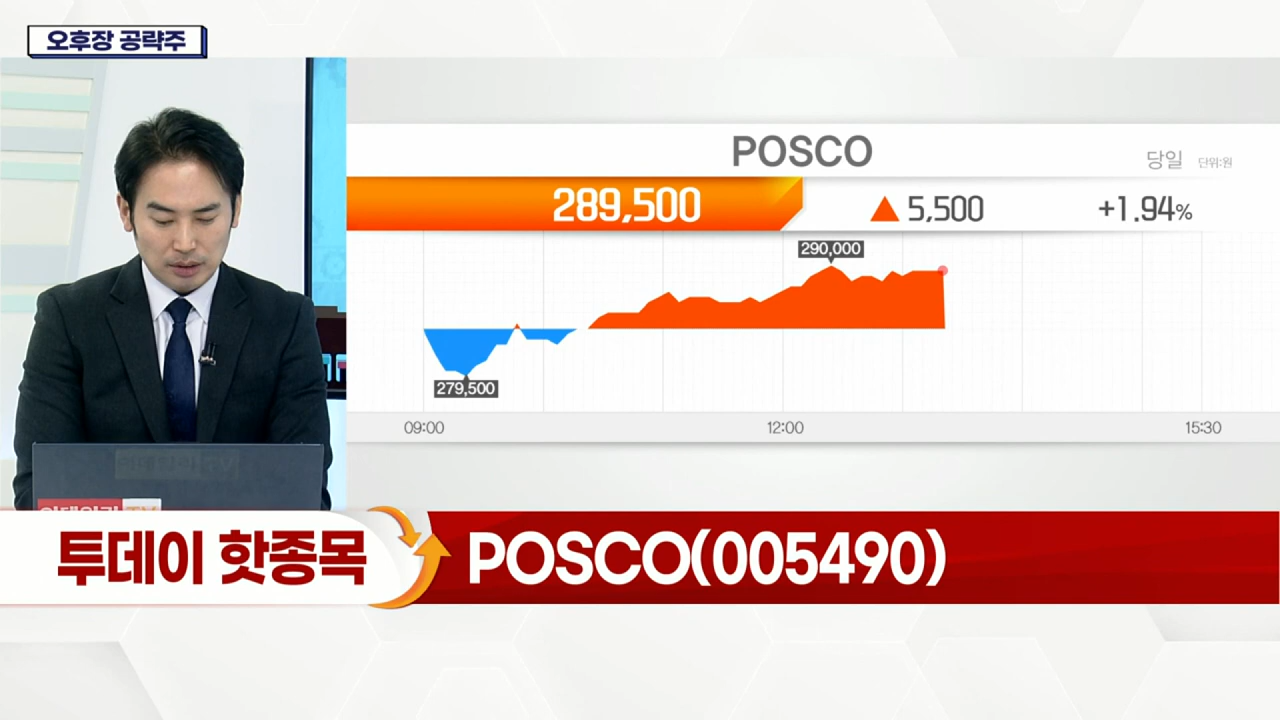 오후장 공략주
POSCO
당일 단위:원
289,500 ▲ 5,500 +1.94%
290,000
279,500
09:00 12:00 15:30
투데이 핫종목
POSCO(005490)